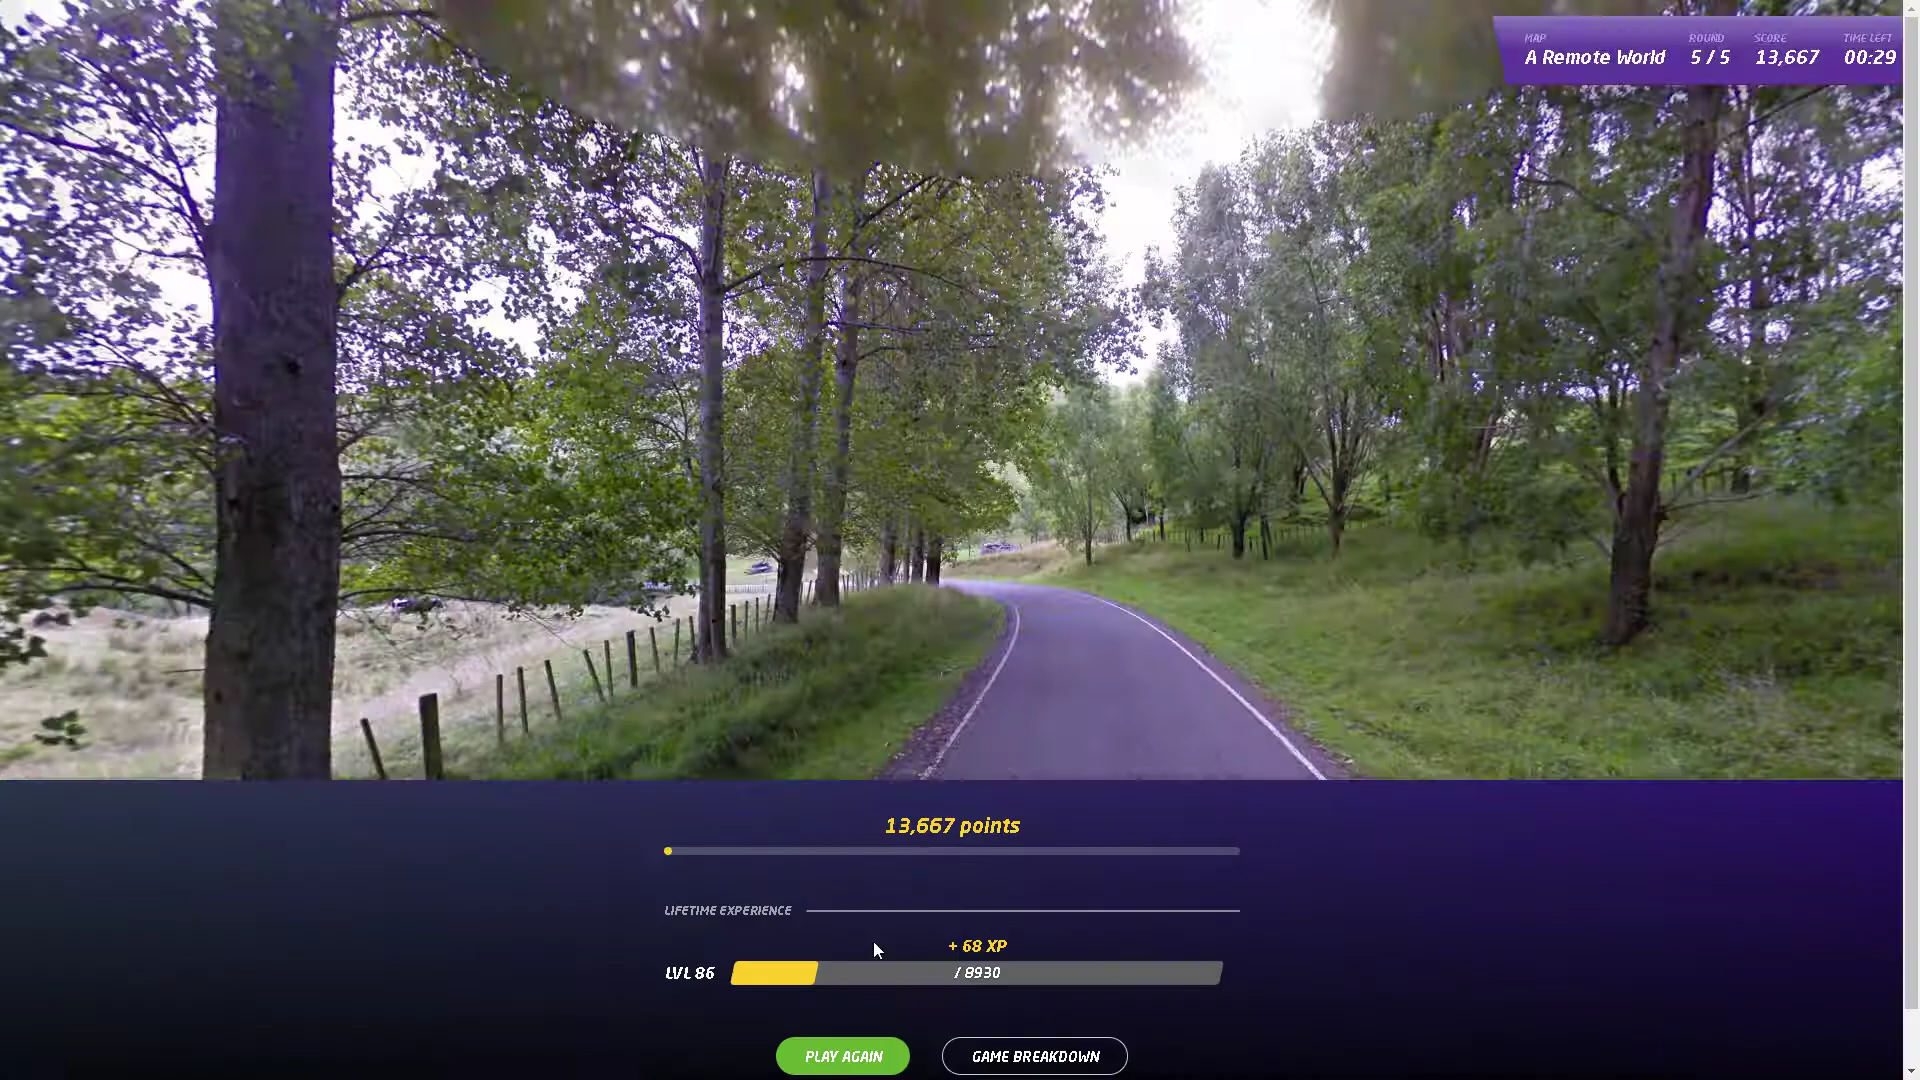 MAP
A Remote World
ROUND
5 / 5
SCORE
13,667
TIME LEFT
00:29
13,667 points
LIFETIME EXPERIENCE
+ 68 XP
LVL 86
/ 8930
PLAY AGAIN
GAME BREAKDOWN